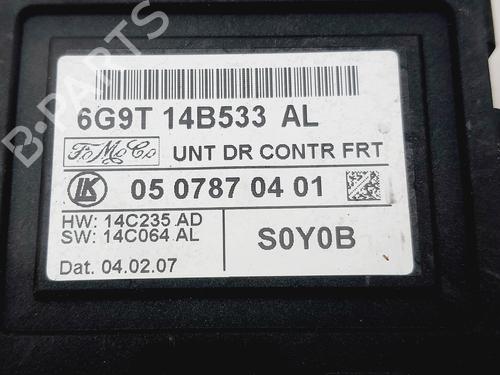 B-PARTS
6G9T 14B533 AL
FoMoCo UNT DR CONTR FRT
LK 05 0787 04 01
HW: 14C235 AD
SW: 14C064 AL
S0Y0B
Dat. 04.02.07